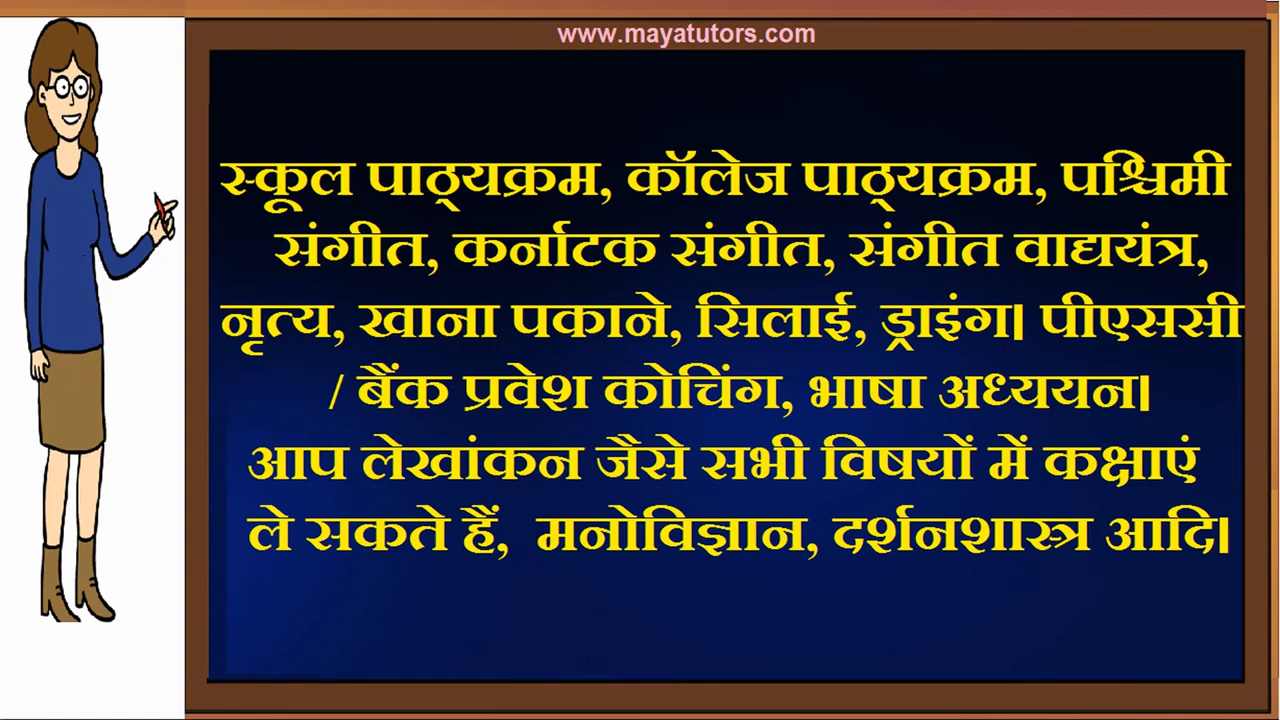 www.mayatutors.com
स्कूल पाठ्यक्रम, कॉलेज पाठ्यक्रम, पश्चिमी
संगीत, कर्नाटक संगीत, संगीत वाद्ययंत्र,
नृत्य, खाना पकाने, सिलाई, ड्राइंग। पीएससी
/ बैंक प्रवेश कोचिंग, भाषा अध्ययन।
आप लेखांकन जैसे सभी विषयों में कक्षाएं
ले सकते हैं, मनोविज्ञान, दर्शनशास्त्र आदि।